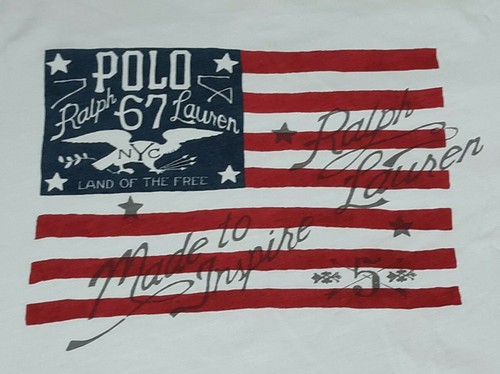 POLO
Ralph 67 Lauren
NYC
LAND OF THE FREE
Ralph
Lauren
Made to
Inspire
5